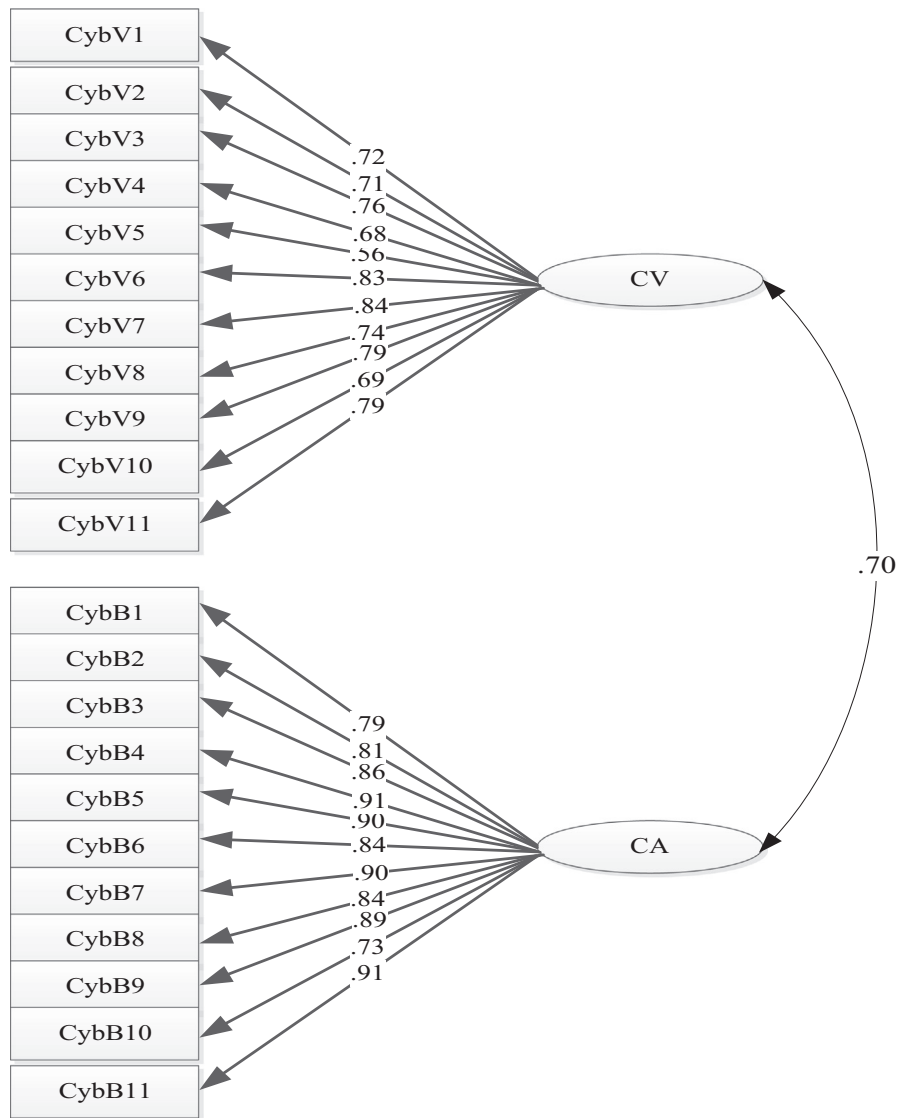 CybV1
CybV2
CybV3
CybV4
CybV5
CybV6
CybV7
CybV8
CybV9
CybV10
CybV11
.72
.71
.76
.68
.56
.83
.84
.74
.79
.69
.79
CV
.70
CybB1
CybB2
CybB3
CybB4
CybB5
CybB6
CybB7
CybB8
CybB9
CybB10
CybB11
.79
.81
.86
.91
.90
.84
.90
.84
.89
.73
.91
CA